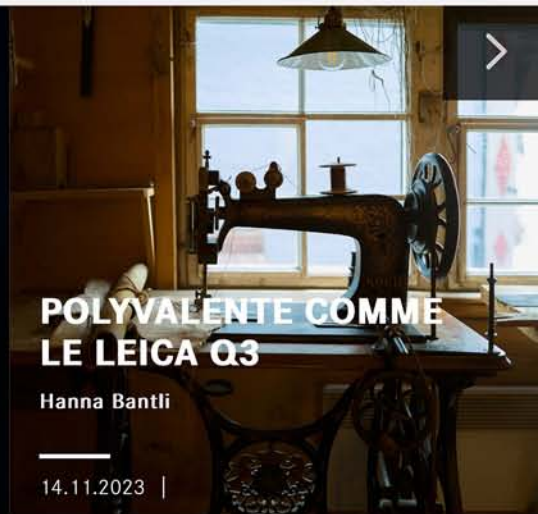 POLYVALENTE COMME
LE LEICA Q3
Hanna Bantli
14.11.2023 |